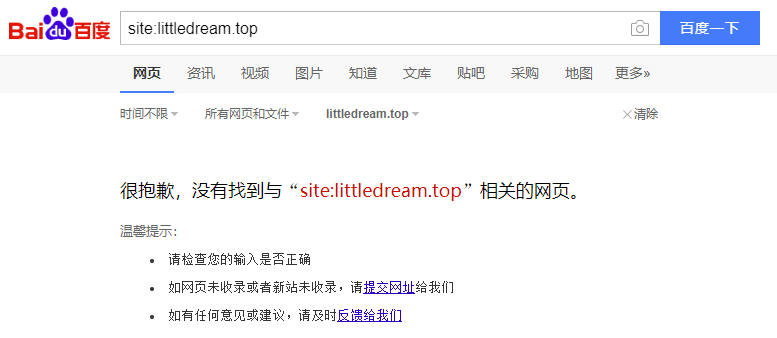 Bai du 百度 site:littledream.top 百度一下
网页 资讯 视频 图片 知道 文库 贴吧 采购 地图 更多»
时间不限 所有网页和文件 littledream.top 清除
很抱歉，没有找到与“site:littledream.top”相关的网页。
温馨提示：
请检查您的输入是否正确
如网页未收录或者新站未收录，请提交网址给我们
如有任何意见或建议，请及时反馈给我们